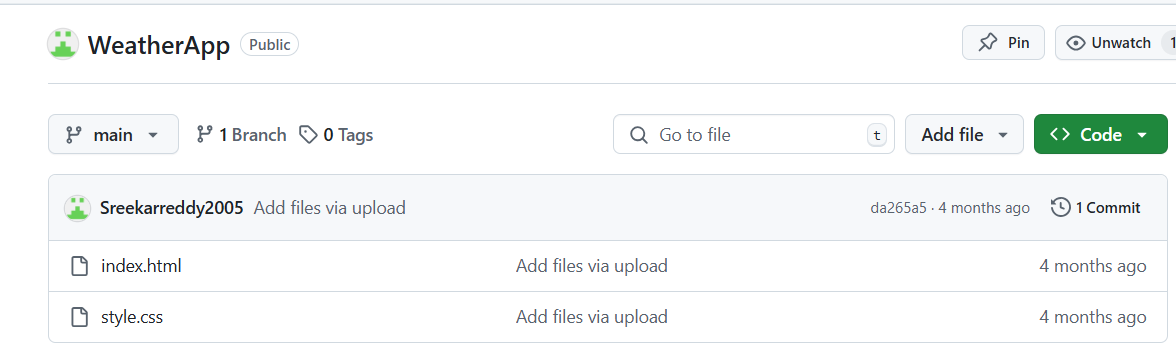 WeatherApp Public Pin Unwatch 1
main 1 Branch 0 Tags Go to file t Add file Code
Sreekarreddy2005 Add files via upload da265a5 · 4 months ago 1 Commit
index.html Add files via upload 4 months ago
style.css Add files via upload 4 months ago